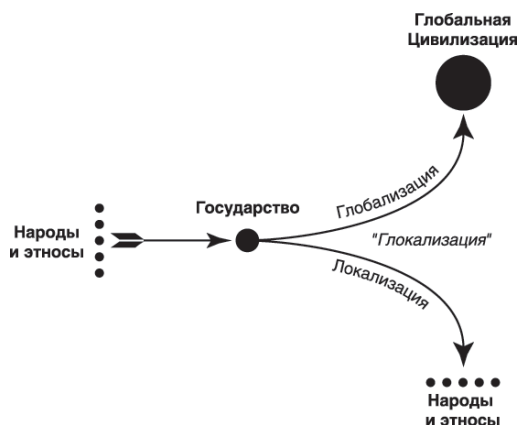 Глобальная
Цивилизация
Глобализация
Государство
Народы
и этносы
"Глокализация"
Локализация
Народы
и этносы